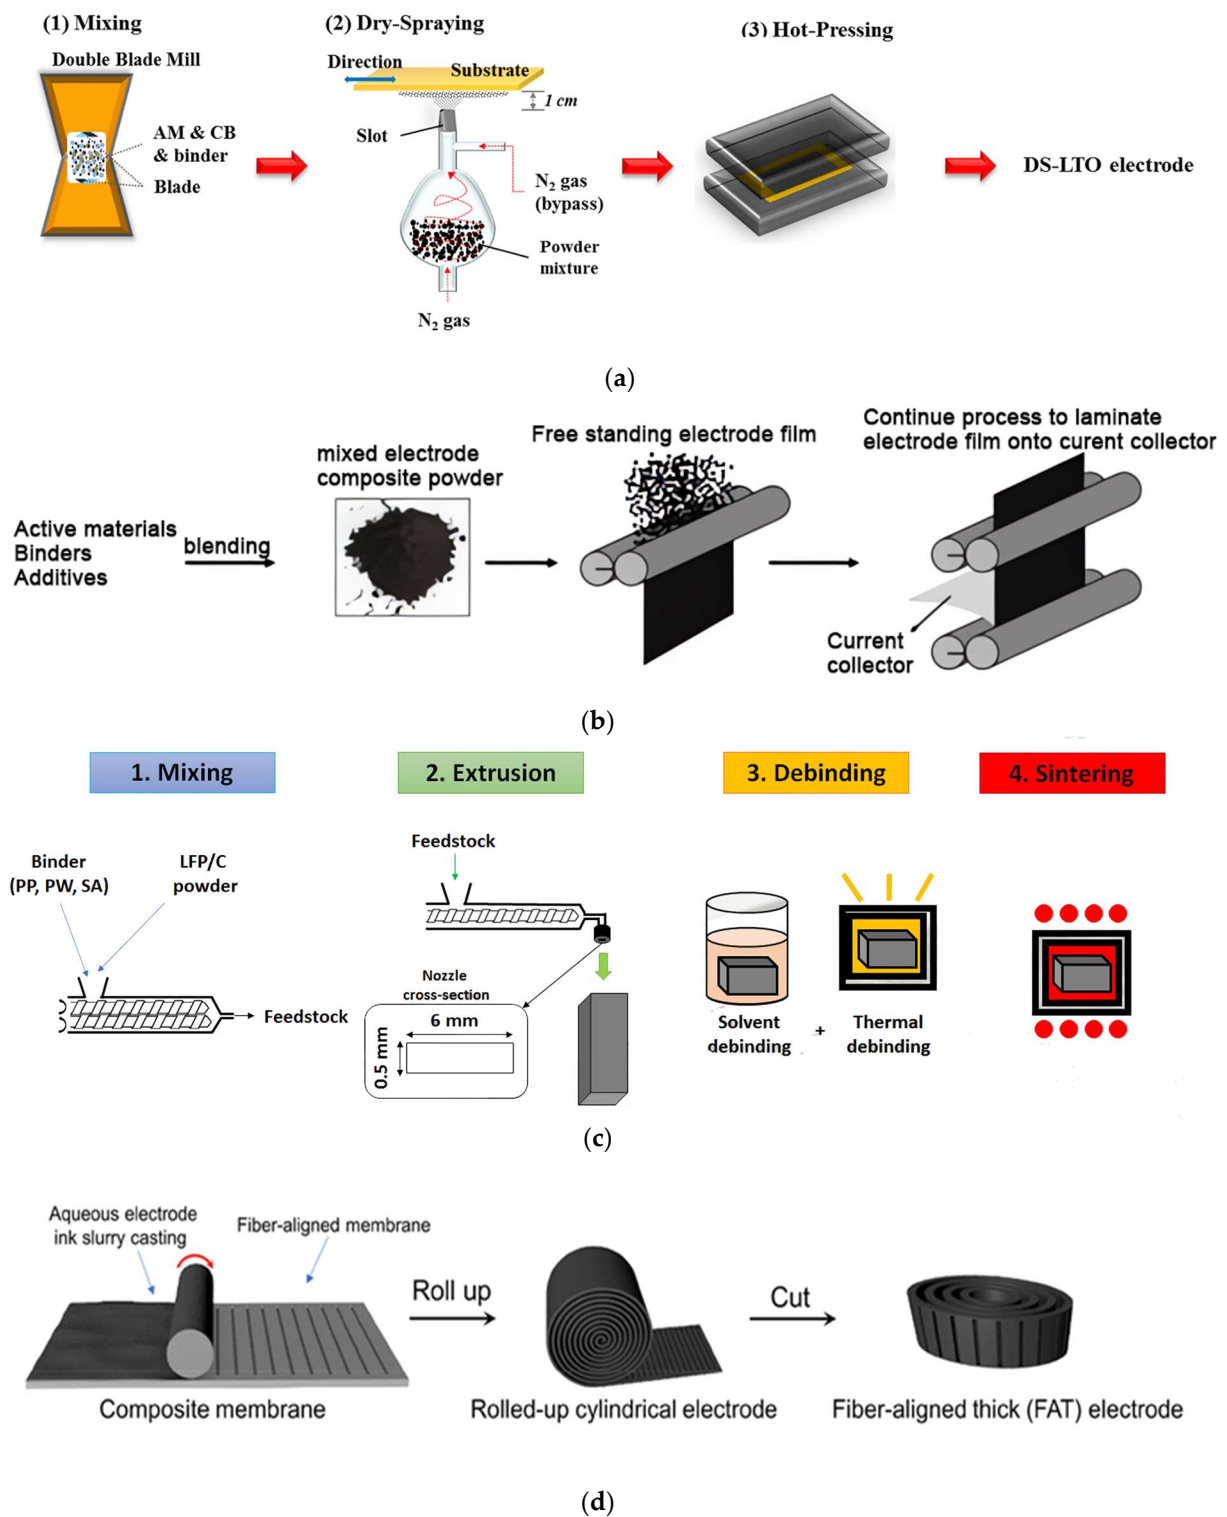 (1) Mixing
Double Blade Mill
AM & CB
& binder
Blade
(2) Dry-Spraying
Direction
Substrate
1 cm
Slot
N2 gas
(bypass)
Powder
mixture
N2 gas
(3) Hot-Pressing
DS-LTO electrode
(a)
Active materials
Binders
Additives
blending
mixed electrode
composite powder
Free standing electrode film
Continue process to laminate
electrode film onto curent collector
Current
collector
(b)
1. Mixing
2. Extrusion
3. Debinding
4. Sintering
Binder
(PP, PW, SA)
LFP/C
powder
Feedstock
Feedstock
Nozzle
cross-section
6 mm
0.5 mm
Solvent
debinding
+
Thermal
debinding
(c)
Aqueous electrode
ink slurry casting
Fiber-aligned membrane
Composite membrane
Roll up
Rolled-up cylindrical electrode
Cut
Fiber-aligned thick (FAT) electrode
(d)